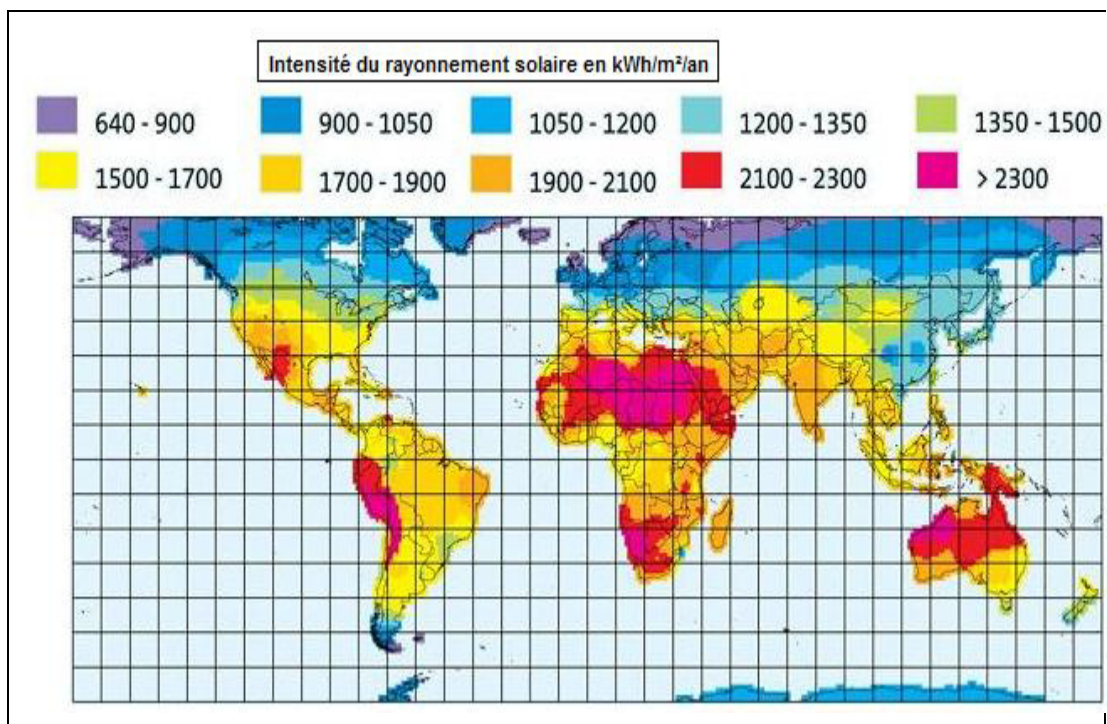 Intensité du rayonnement solaire en kWh/m²/an
640 - 900 900 - 1050 1050 - 1200 1200 - 1350 1350 - 1500
1500 - 1700 1700 - 1900 1900 - 2100 2100 - 2300 > 2300